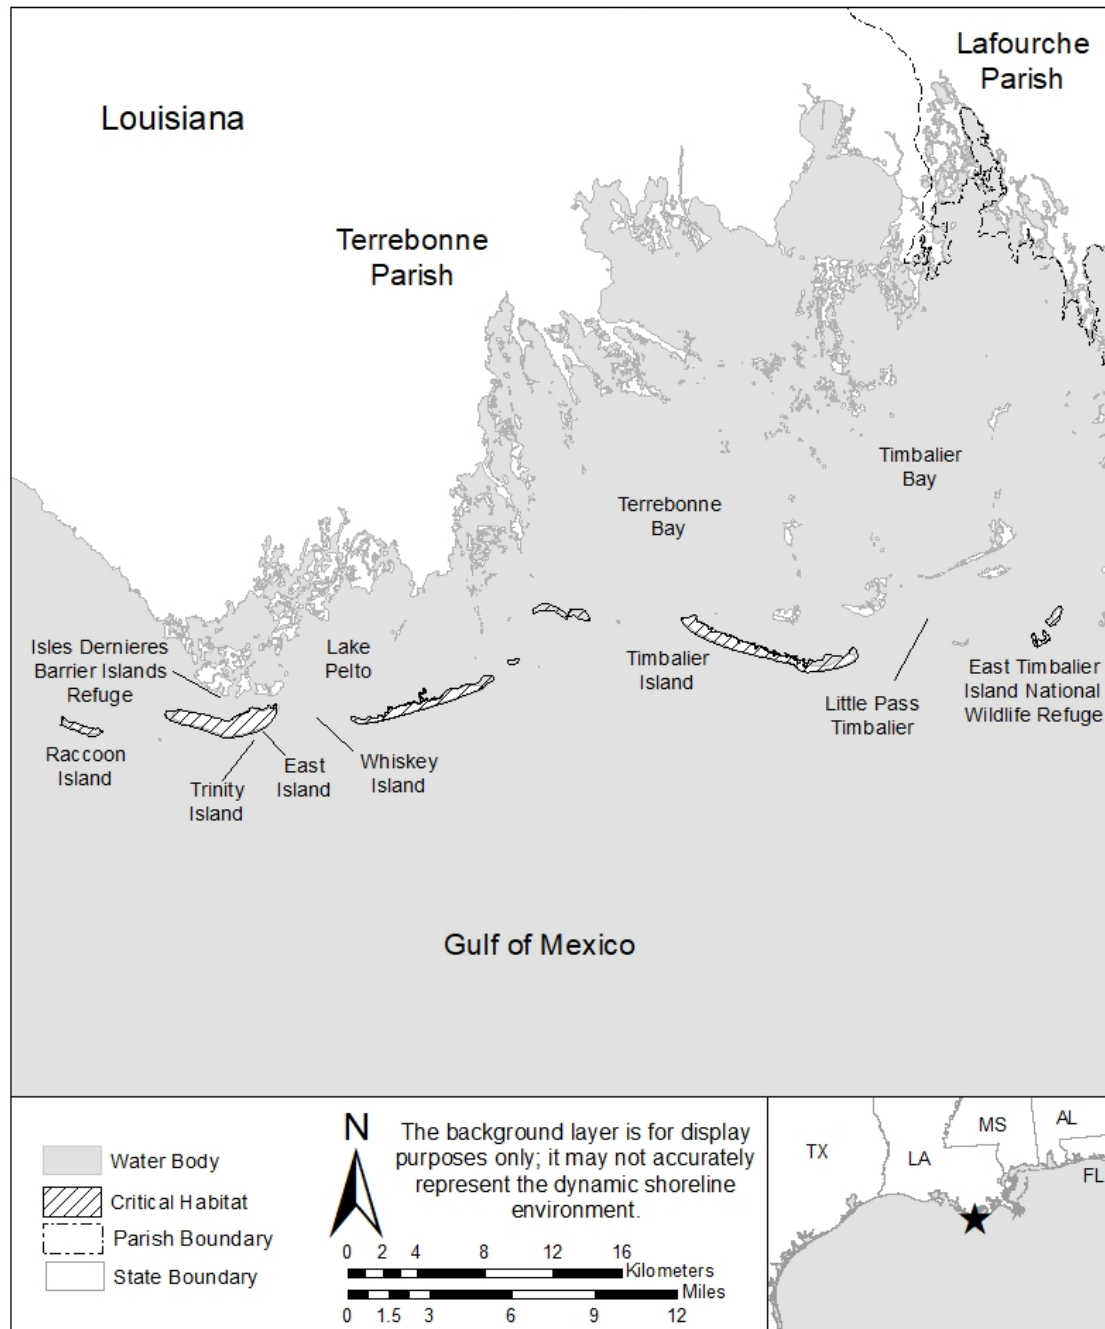 Lafourche
Parish
Louisiana
Terrebonne
Parish
Timbalier
Bay
Terrebonne
Bay
Isles Dernieres
Barrier Islands
Refuge
Lake
Pelto
Timbalier
Island
East Timbalier
Island National
Wildlife Refuge
Little Pass
Timbalier
Raccoon
Island
Trinity
Island
East
Island
Whiskey
Island
Gulf of Mexico
Water Body
Critical Habitat
Parish Boundary
State Boundary
N
The background layer is for display
purposes only; it may not accurately
represent the dynamic shoreline
environment.
0 2 4 8 12 16
Kilometers
Miles
0 1.5 3 6 9 12
TX
LA
MS
AL
FL